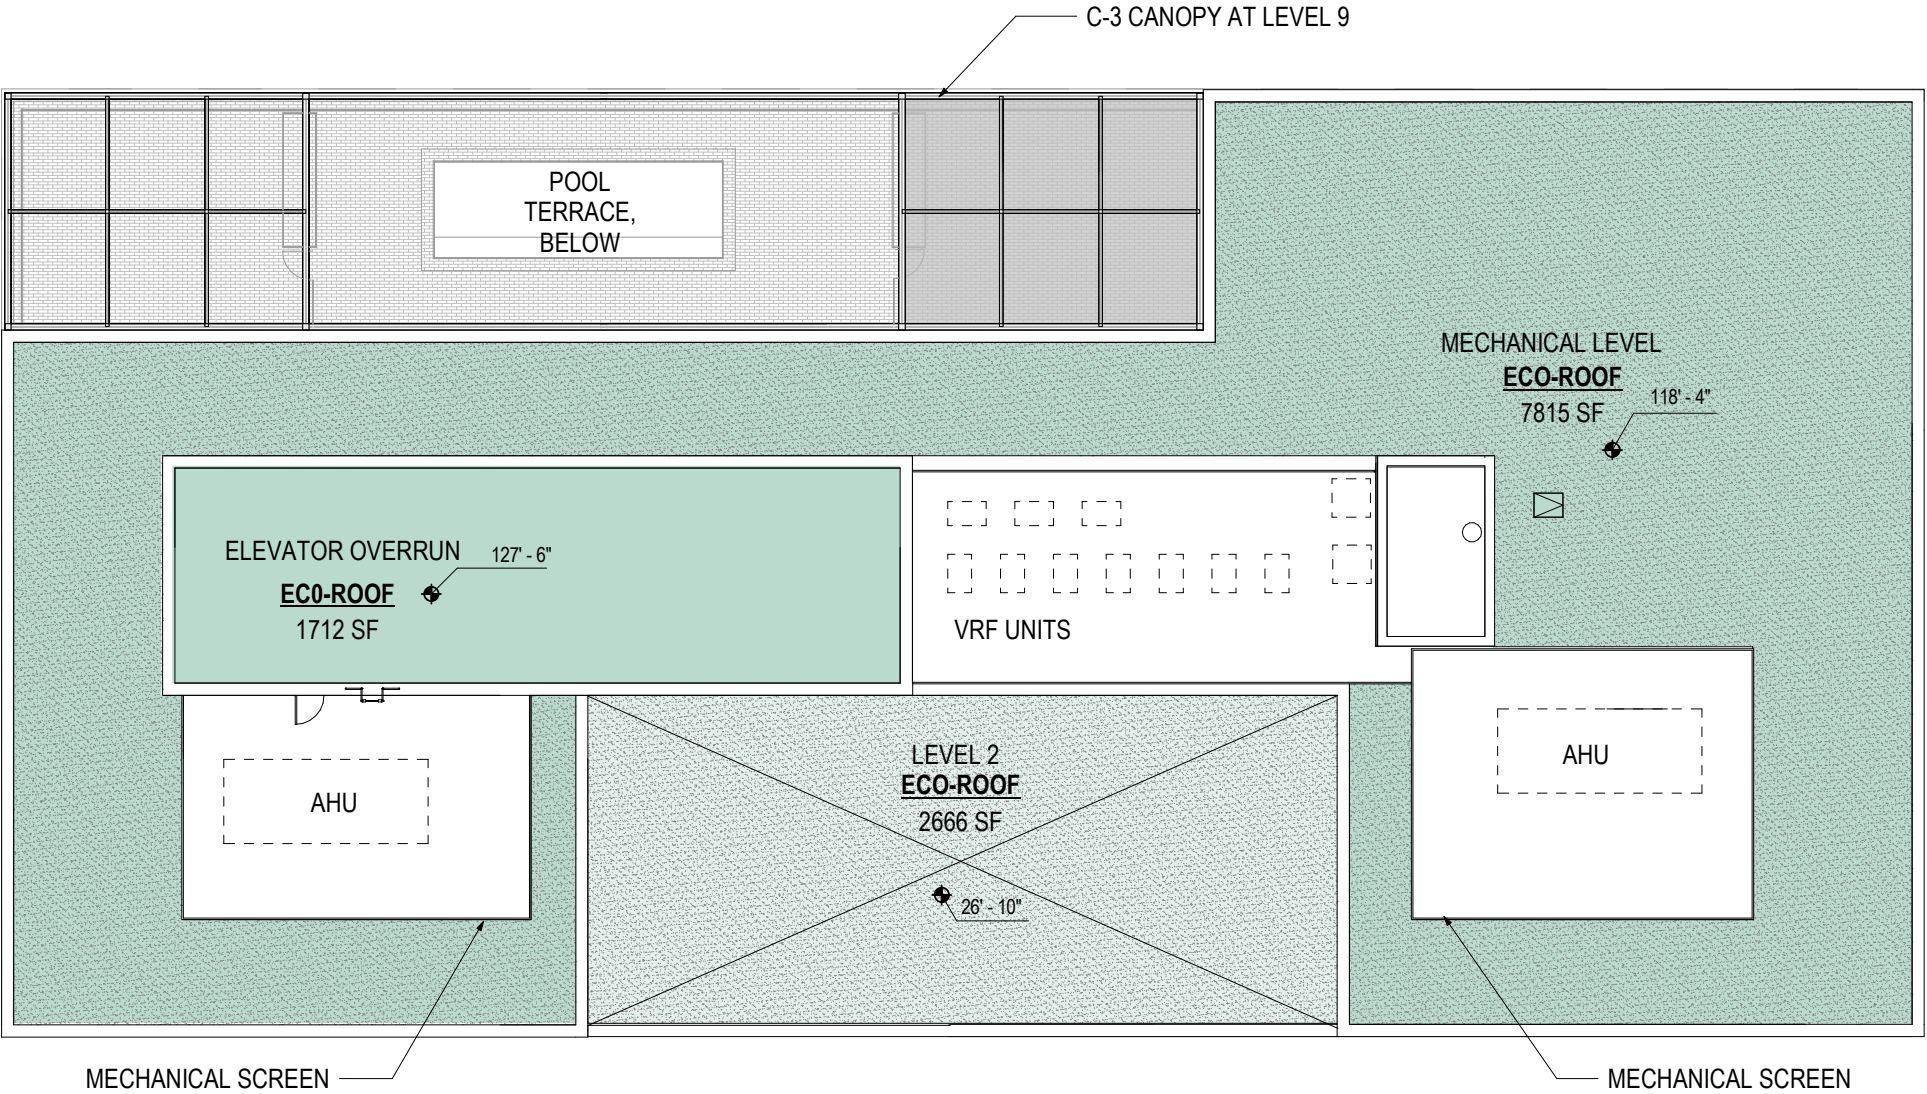 C-3 CANOPY AT LEVEL 9
POOL
TERRACE,
BELOW
MECHANICAL LEVEL
ECO-ROOF
7815 SF
118' - 4"
ELEVATOR OVERRUN
127' - 6"
EC0-ROOF
1712 SF
VRF UNITS
LEVEL 2
ECO-ROOF
2666 SF
26' - 10"
AHU
AHU
MECHANICAL SCREEN
MECHANICAL SCREEN